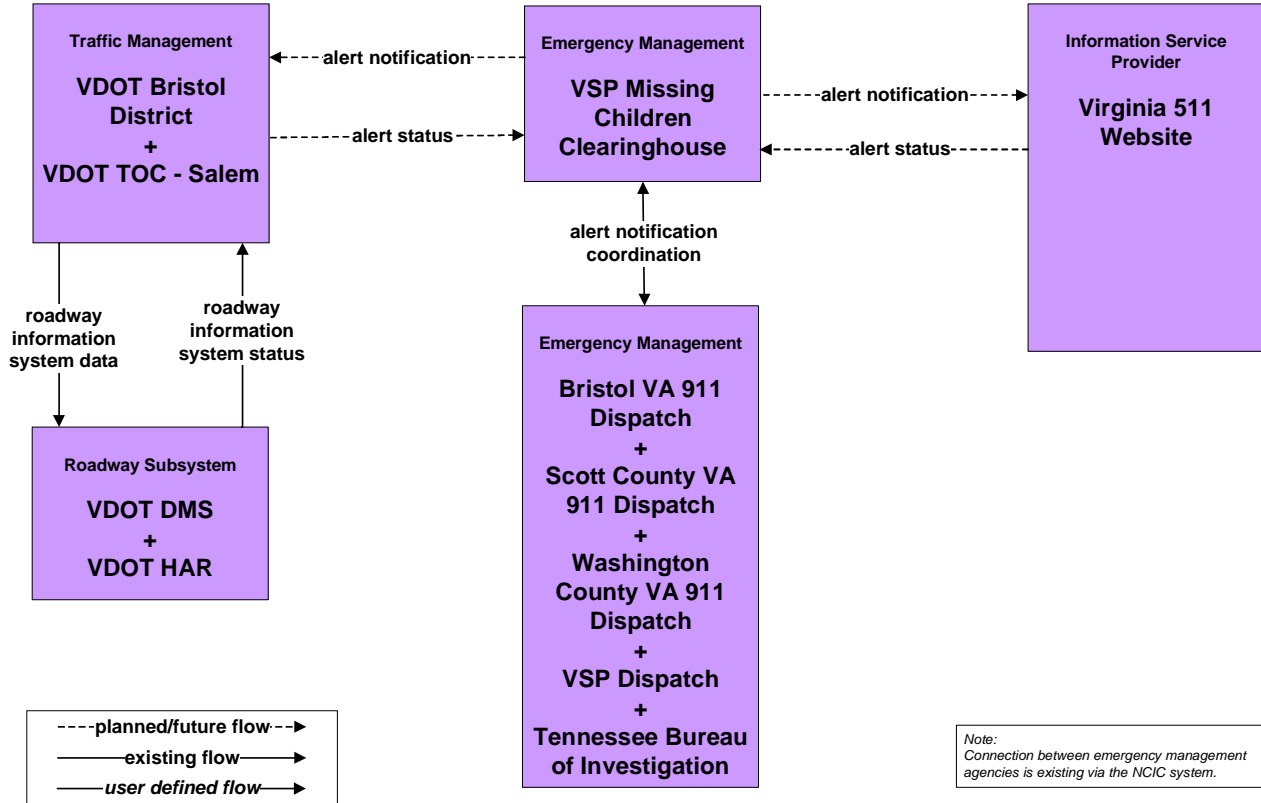 Traffic Management
VDOT Bristol
District
+
VDOT TOC - Salem
alert notification
alert status
Emergency Management
VSP Missing
Children
Clearinghouse
alert notification
alert status
Information Service
Provider
Virginia 511
Website
roadway
information
system data
roadway
information
system status
alert notification
coordination
Roadway Subsystem
VDOT DMS
+
VDOT HAR
Emergency Management
Bristol VA 911
Dispatch
+
Scott County VA
911 Dispatch
+
Washington
County VA 911
Dispatch
+
VSP Dispatch
+
Tennessee Bureau
of Investigation
planned/future flow
existing flow
user defined flow
Note:
Connection between emergency management
agencies is existing via the NCIC system.